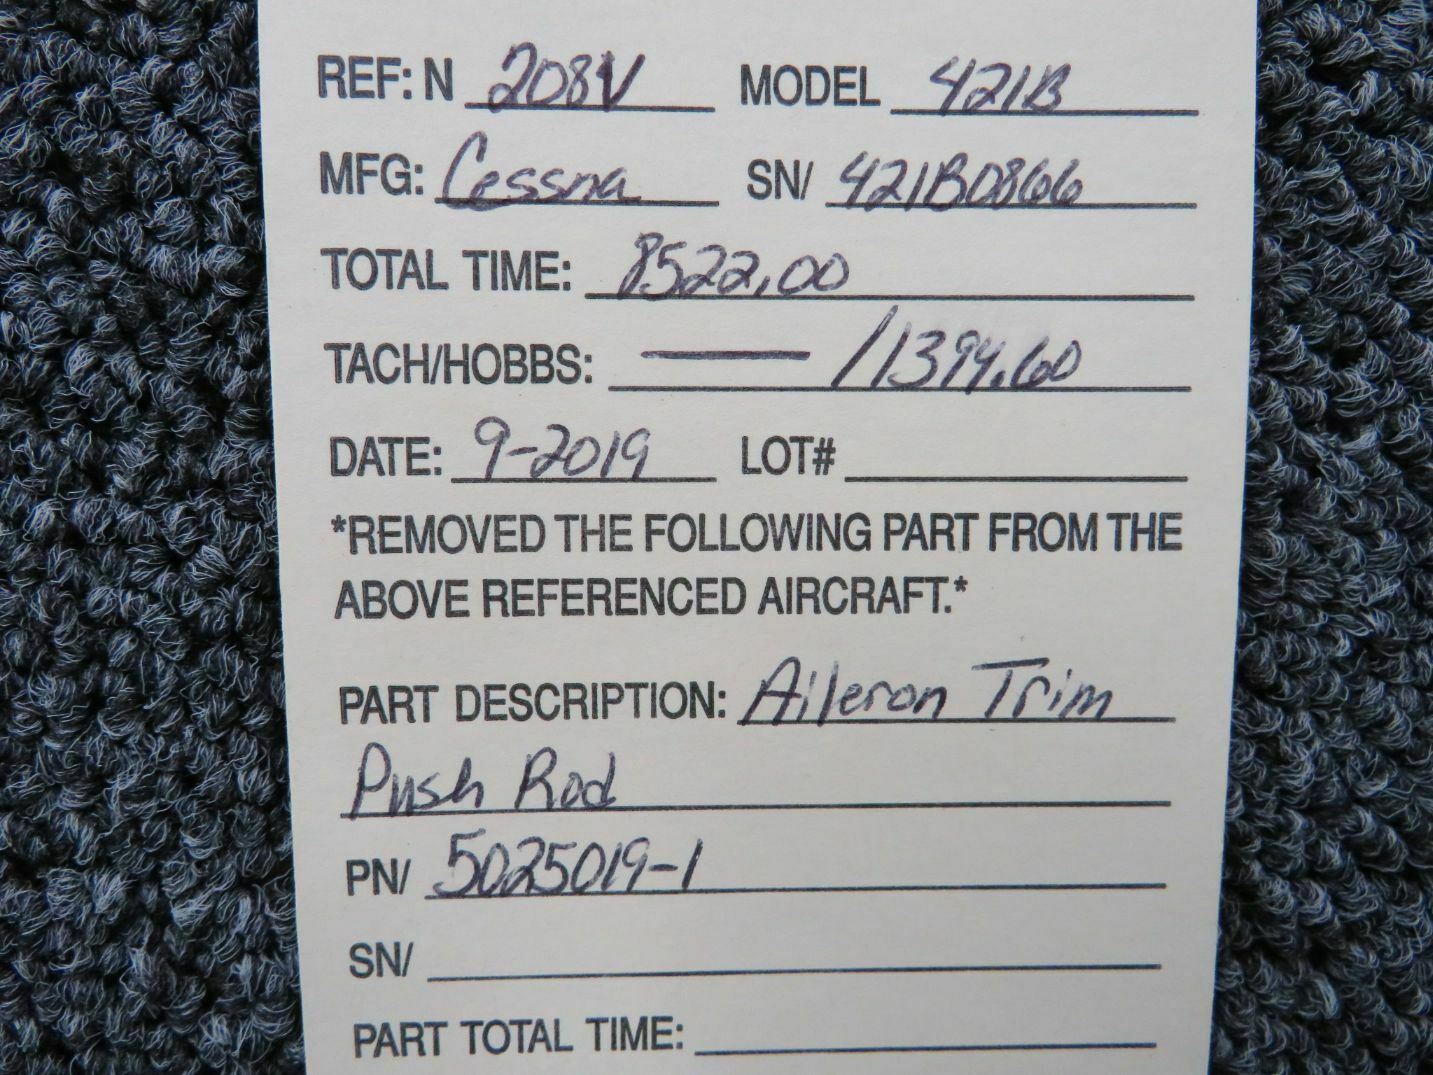 REF: N 208V MODEL 421B
MFG: Cessna SN/ 421B0866
TOTAL TIME: 8522.00
TACH/HOBBS: — /1394.60
DATE: 9-2019 LOT#
*REMOVED THE FOLLOWING PART FROM THE
ABOVE REFERENCED AIRCRAFT.*
PART DESCRIPTION: Aileron Trim
Push Rod
PN/ 5025019-1
SN/
PART TOTAL TIME: